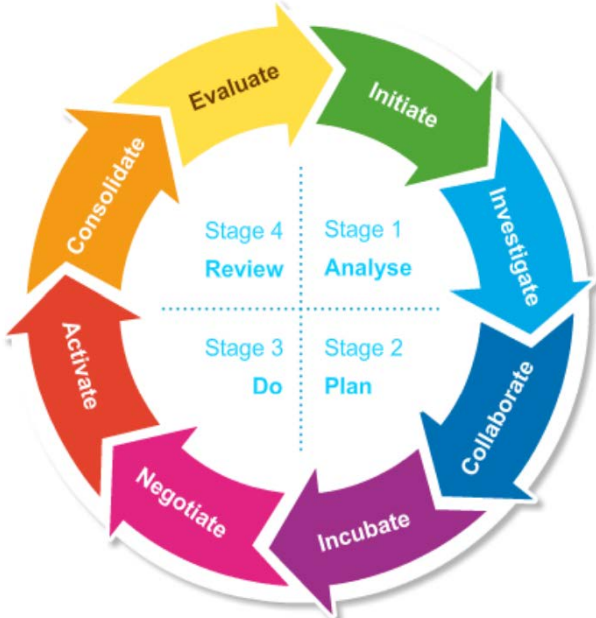 Evaluate
Initiate
Investigate
Collaborate
Incubate
Negotiate
Activate
Consolidate
Stage 4
Review
Stage 1
Analyse
Stage 3
Do
Stage 2
Plan